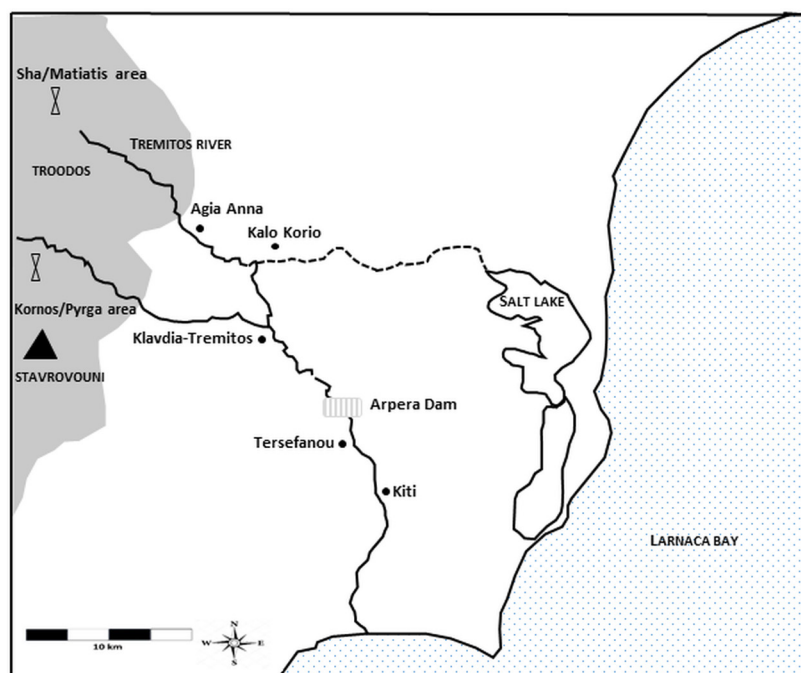 Sha/Matiatis area
TREMITOS RIVER
TROODOS
Agia Anna
Kalo Korio
SALT LAKE
Kornos/Pyrga area
Klavdia-Tremitos
STAVROVOUNI
Arpera Dam
Tersefanou
Kiti
LARNACA BAY
N
W E
S
10 km